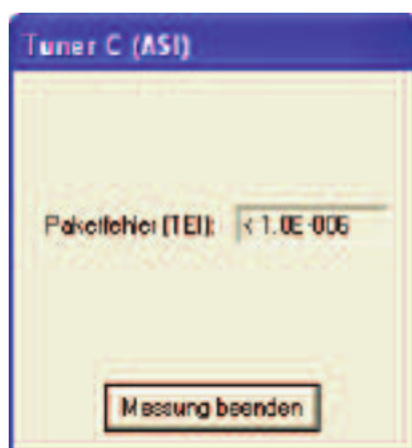 Tuner C (ASI)
Paketfehler (TEI): < 1.0E-006
Messung beenden